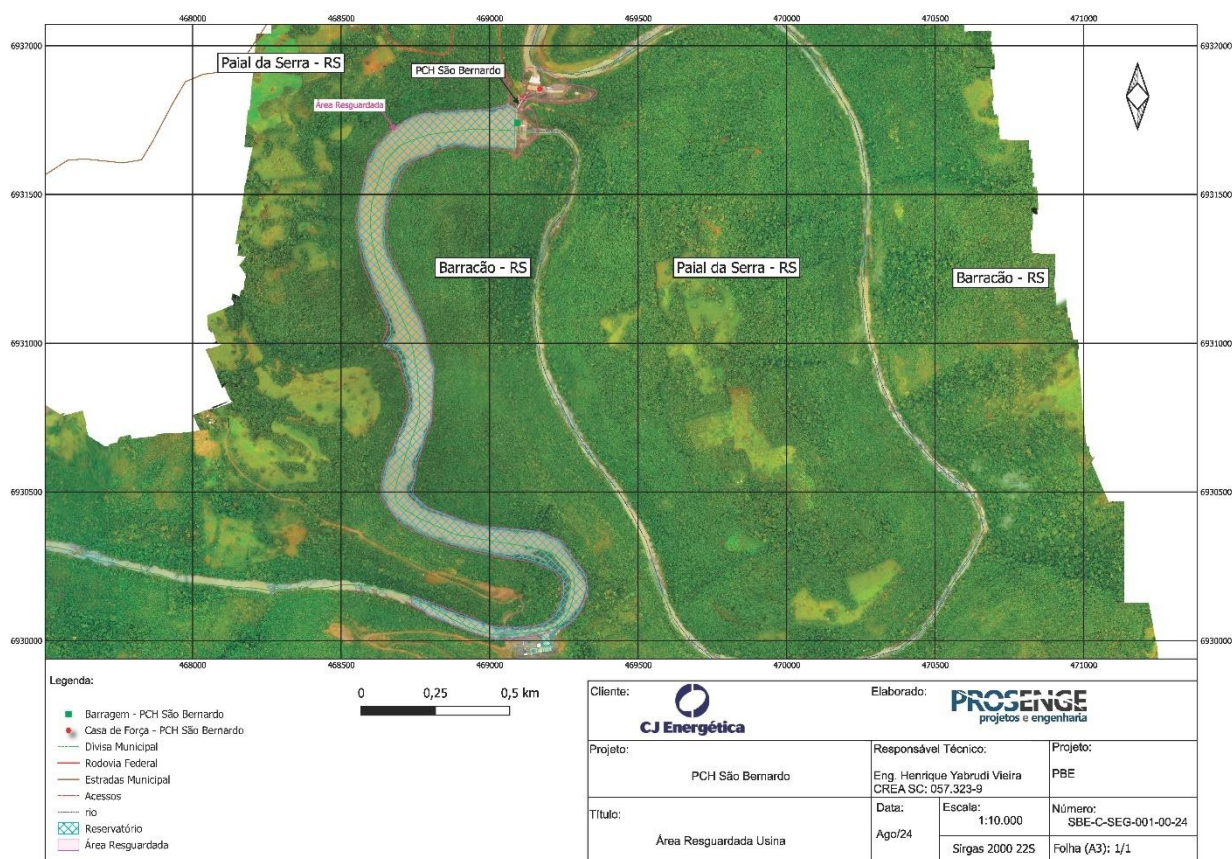 468000 468500 469000 469500 470000 470500 471000
6932000 6932000
Paial da Serra - RS
PCH São Bernardo
Área Resguardada
6931500 6931500
Barracão - RS
Paial da Serra - RS
Barracão - RS
6931000 6931000
6930500 6930500
6930000 6930000
468000 468500 469000 469500 470000 470500 471000
Legenda:
Barragem - PCH São Bernardo
Casa de Força - PCH São Bernardo
Divisa Municipal
Rodovia Federal
Estradas Municipal
Acessos
rio
Reservatório
Área Resguardada
0 0,25 0,5 km
Cliente:
CJ Energética
Elaborado:
PROSENGE
projetos e engenharia
Projeto:
PCH São Bernardo
Responsável Técnico:
Eng. Henrique Yabrudi Vieira
CREA SC: 057.323-9
Projeto:
PBE
Título:
Área Resguardada Usina
Data:
Ago/24
Escala:
1:10.000
Sirgas 2000 22S
Número:
SBE-C-SEG-001-00-24
Folha (A3): 1/1